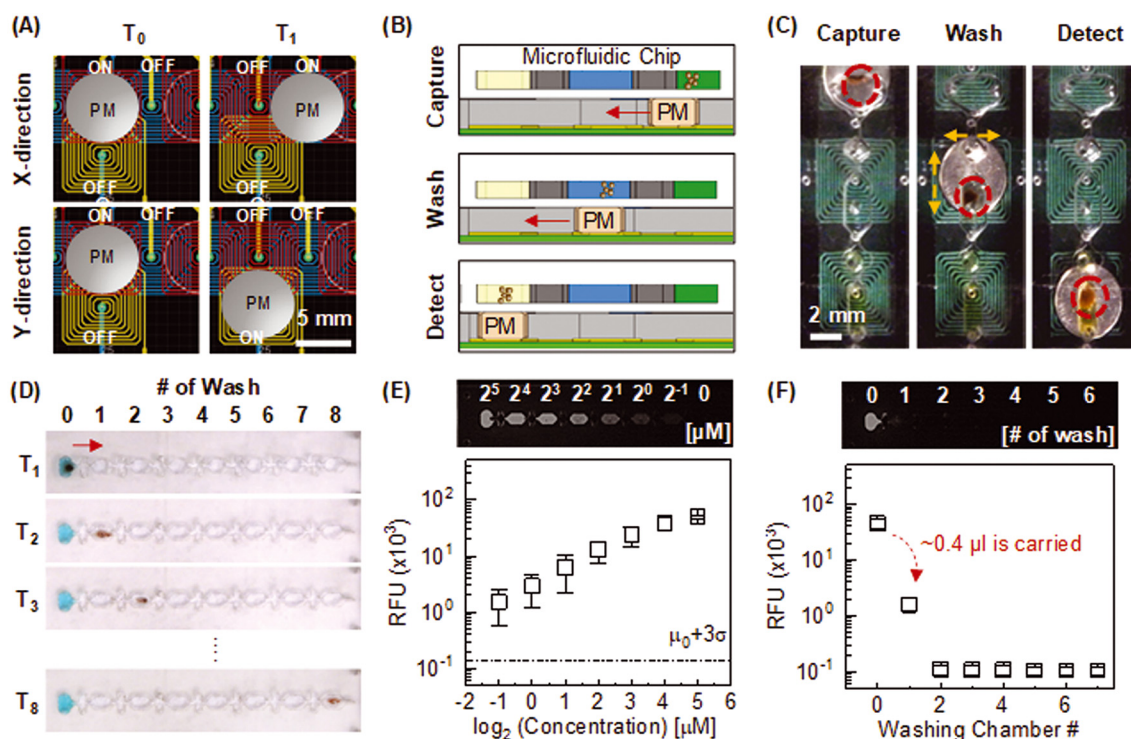 (A)
T0
T1
X-direction
ON
OFF
PM
OFF
OFF
ON
PM
OFF
Y-direction
ON
OFF
PM
OFF
OFF
OFF
PM
ON
5 mm
(B)
Capture
Microfluidic Chip
PM
Wash
PM
Detect
PM
(C)
Capture
Wash
Detect
2 mm
(D)
# of Wash
0 1 2 3 4 5 6 7 8
T1
T2
T3
T8
(E)
2^5 2^4 2^3 2^2 2^1 2^0 2^-1 0
[µM]
RFU (x10^3)
10^2
10^1
10^0
10^-1
µ0+3σ
-2 -1 0 1 2 3 4 5 6
log2 (Concentration) [µM]
(F)
0 1 2 3 4 5 6
[# of wash]
RFU (x10^3)
10^2
10^1
10^0
10^-1
~0.4 µl is carried
0 2 4 6
Washing Chamber #